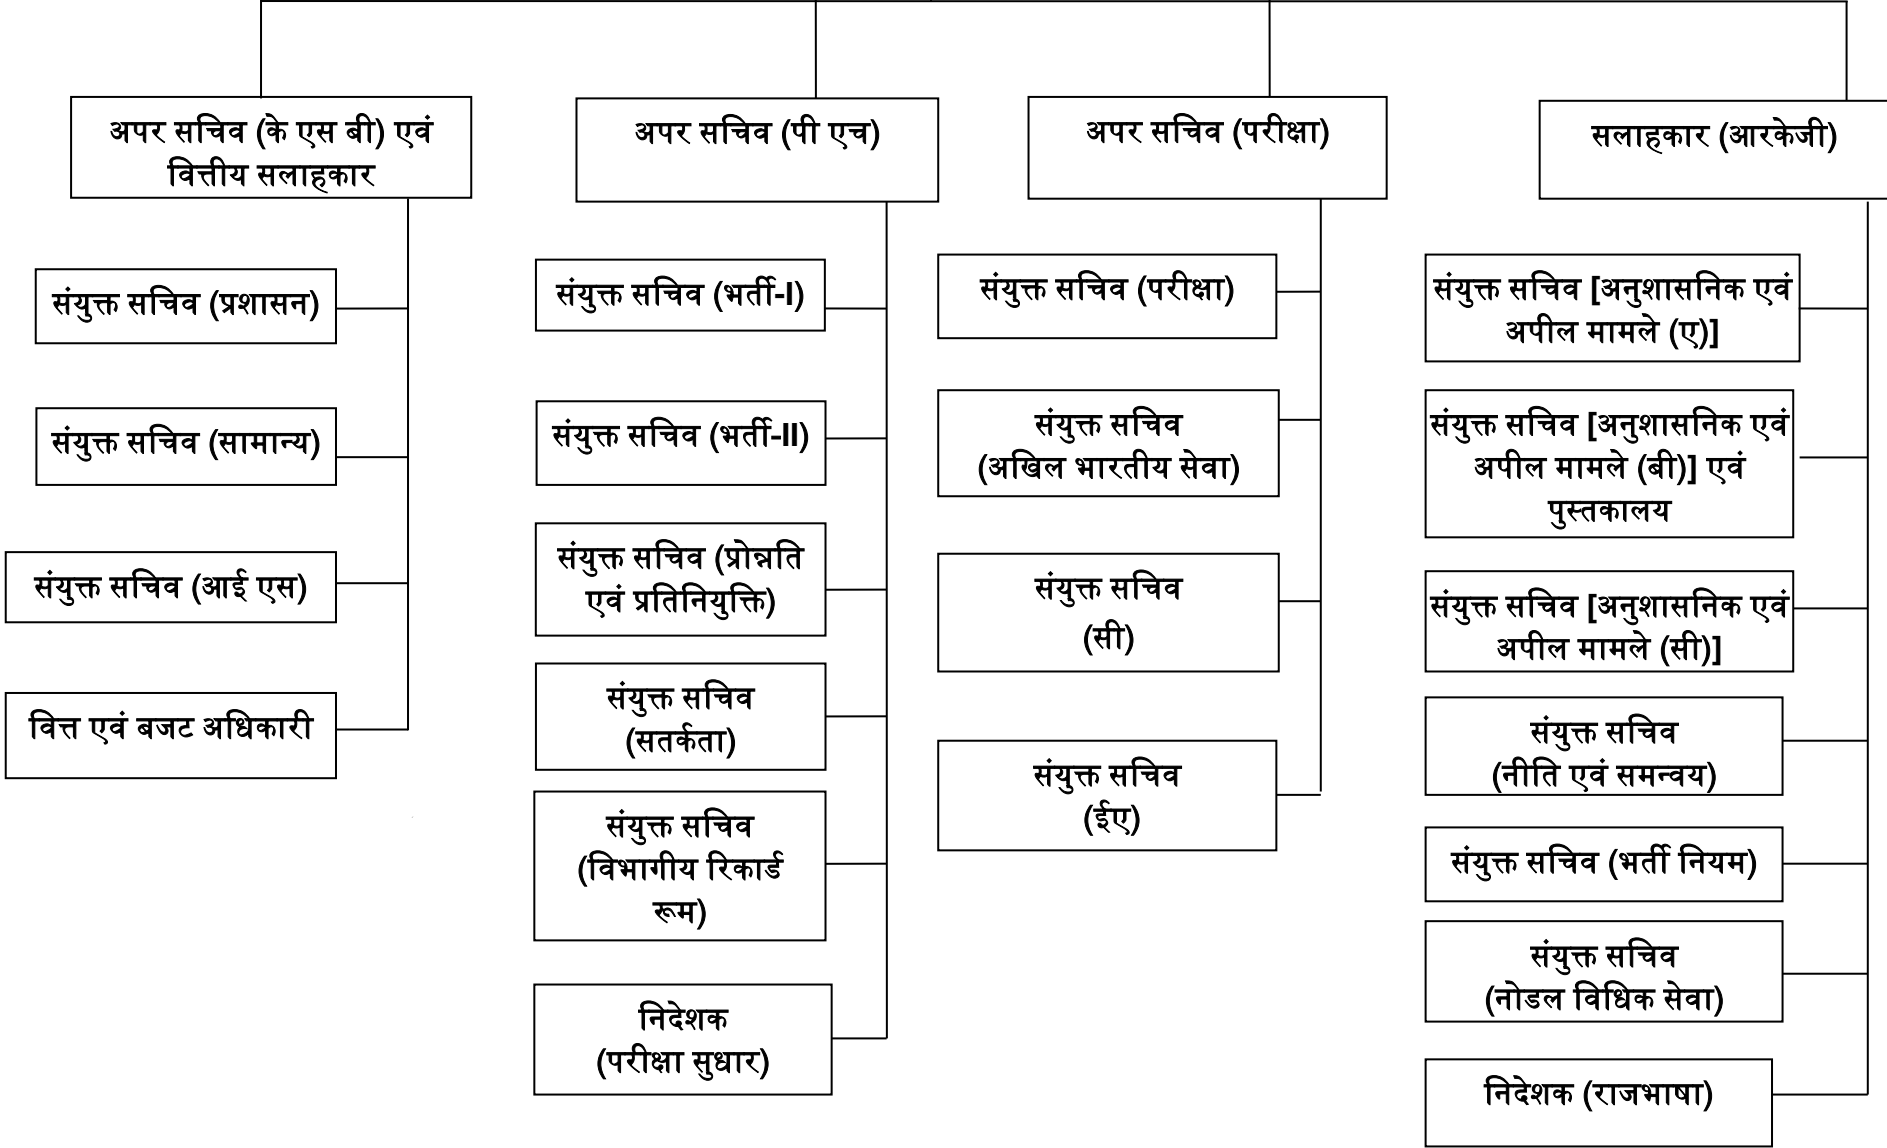 अपर सचिव (के एस बी) एवं
वित्तीय सलाहकार
संयुक्त सचिव (प्रशासन)
संयुक्त सचिव (सामान्य)
संयुक्त सचिव (आई एस)
वित्त एवं बजट अधिकारी
अपर सचिव (पी एच)
संयुक्त सचिव (भर्ती-I)
संयुक्त सचिव (भर्ती-II)
संयुक्त सचिव (प्रोन्नति
एवं प्रतिनियुक्ति)
संयुक्त सचिव
(सतर्कता)
संयुक्त सचिव
(विभागीय रिकार्ड
रूम)
निदेशक
(परीक्षा सुधार)
अपर सचिव (परीक्षा)
संयुक्त सचिव (परीक्षा)
संयुक्त सचिव
(अखिल भारतीय सेवा)
संयुक्त सचिव
(सी)
संयुक्त सचिव
(ईए)
सलाहकार (आरकेजी)
संयुक्त सचिव [अनुशासनिक एवं
अपील मामले (ए)]
संयुक्त सचिव [अनुशासनिक एवं
अपील मामले (बी)] एवं
पुस्तकालय
संयुक्त सचिव [अनुशासनिक एवं
अपील मामले (सी)]
संयुक्त सचिव
(नीति एवं समन्वय)
संयुक्त सचिव (भर्ती नियम)
संयुक्त सचिव
(नोडल विधिक सेवा)
निदेशक (राजभाषा)